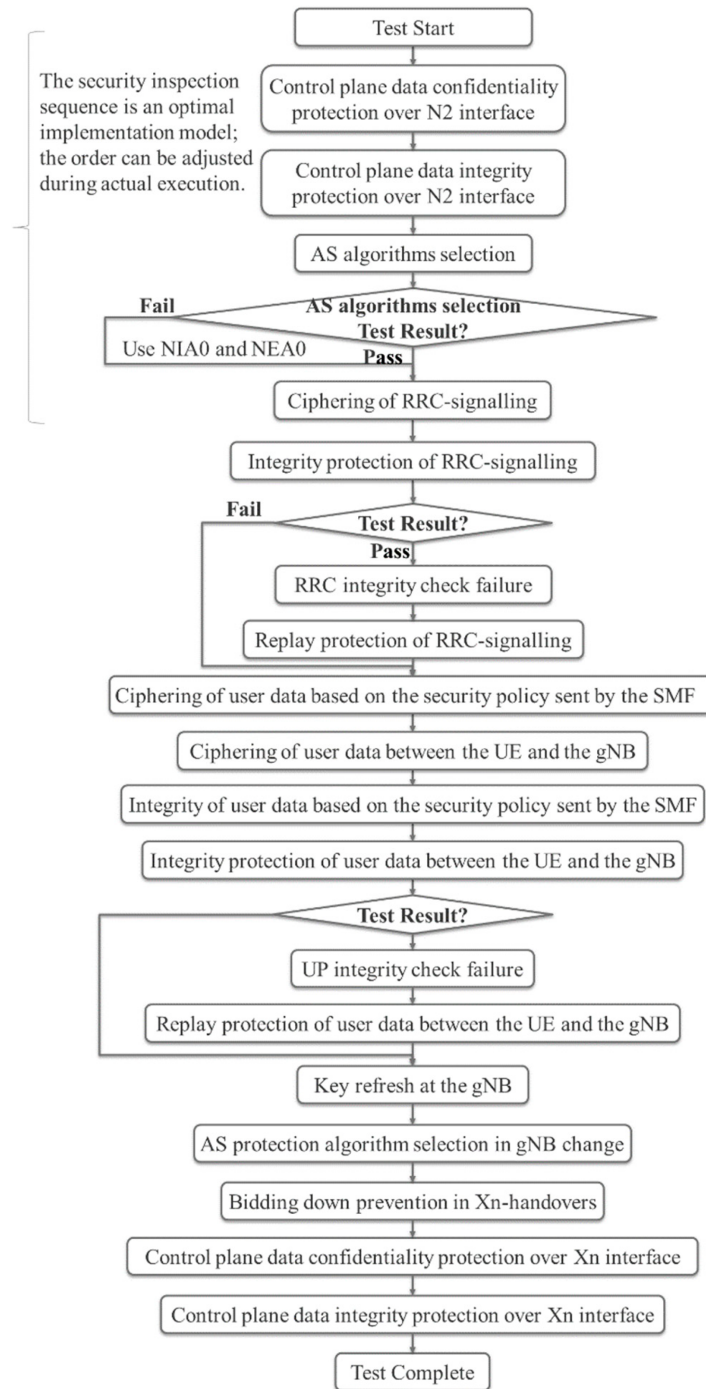 Test Start
The security inspection
sequence is an optimal
implementation model;
the order can be adjusted
during actual execution.
Control plane data confidentiality
protection over N2 interface
Control plane data integrity
protection over N2 interface
AS algorithms selection
Fail
AS algorithms selection
Test Result?
Use NIA0 and NEA0
Pass
Ciphering of RRC-signalling
Integrity protection of RRC-signalling
Fail
Test Result?
Pass
RRC integrity check failure
Replay protection of RRC-signalling
Ciphering of user data based on the security policy sent by the SMF
Ciphering of user data between the UE and the gNB
Integrity of user data based on the security policy sent by the SMF
Integrity protection of user data between the UE and the gNB
Test Result?
UP integrity check failure
Replay protection of user data between the UE and the gNB
Key refresh at the gNB
AS protection algorithm selection in gNB change
Bidding down prevention in Xn-handovers
Control plane data confidentiality protection over Xn interface
Control plane data integrity protection over Xn interface
Test Complete